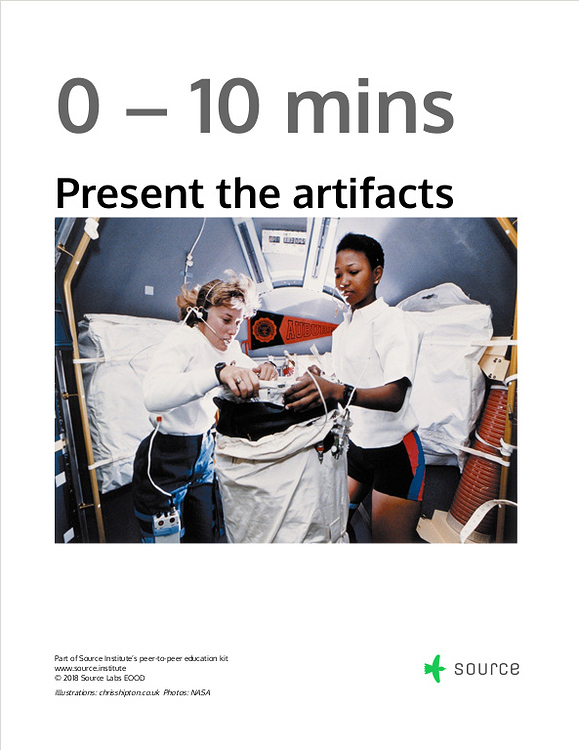 0 – 10 mins
Present the artifacts
AUBURN
Part of Source Institute's peer-to-peer education kit
www.source.institute
© 2018 Source Labs EOOD
Illustrations: chrisshipton.co.uk Photos: NASA
source